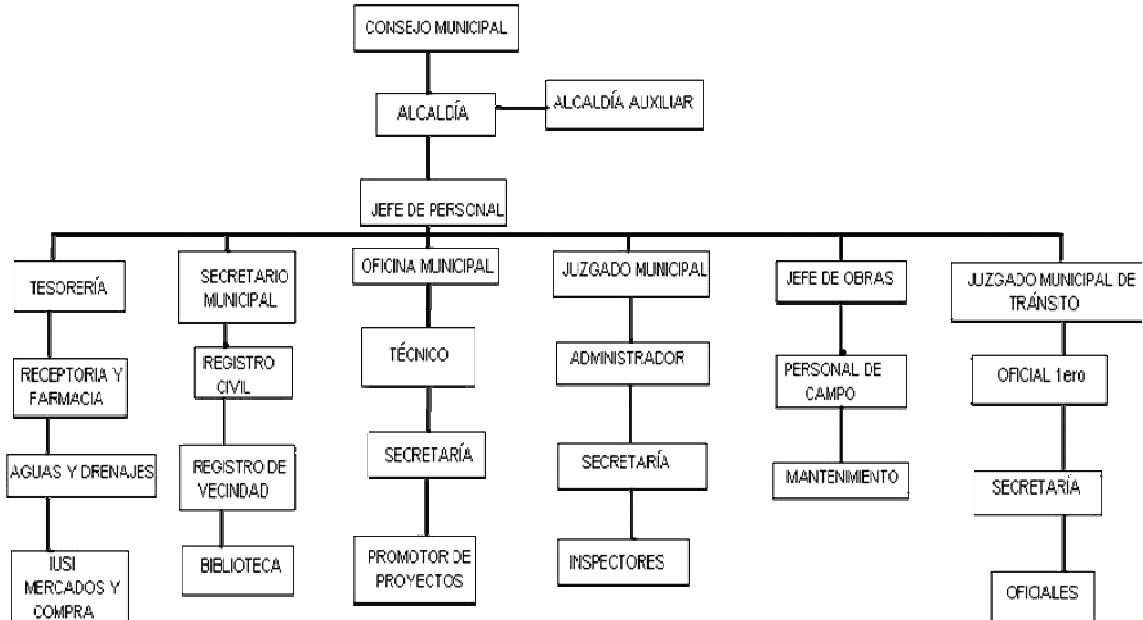 CONSEJO MUNICIPAL
ALCALDÍA
ALCALDÍA AUXILIAR
JEFE DE PERSONAL
TESORERÍA
RECEPTORIA Y
FARMACIA
AGUAS Y DRENAJES
IUSI
MERCADOS Y
COMPRA
SECRETARIO
MUNICIPAL
REGISTRO
CIVIL
REGISTRO DE
VECINDAD
BIBLIOTECA
OFICINA MUNICIPAL
TÉCNICO
SECRETARÍA
PROMOTOR DE
PROYECTOS
JUZGADO MUNICIPAL
ADMINISTRADOR
SECRETARÍA
INSPECTORES
JEFE DE OBRAS
PERSONAL DE
CAMPO
MANTENIMIENTO
JUZGADO MUNICIPAL DE
TRÁNSTO
OFICIAL 1ero
SECRETARÍA
OFICIALES